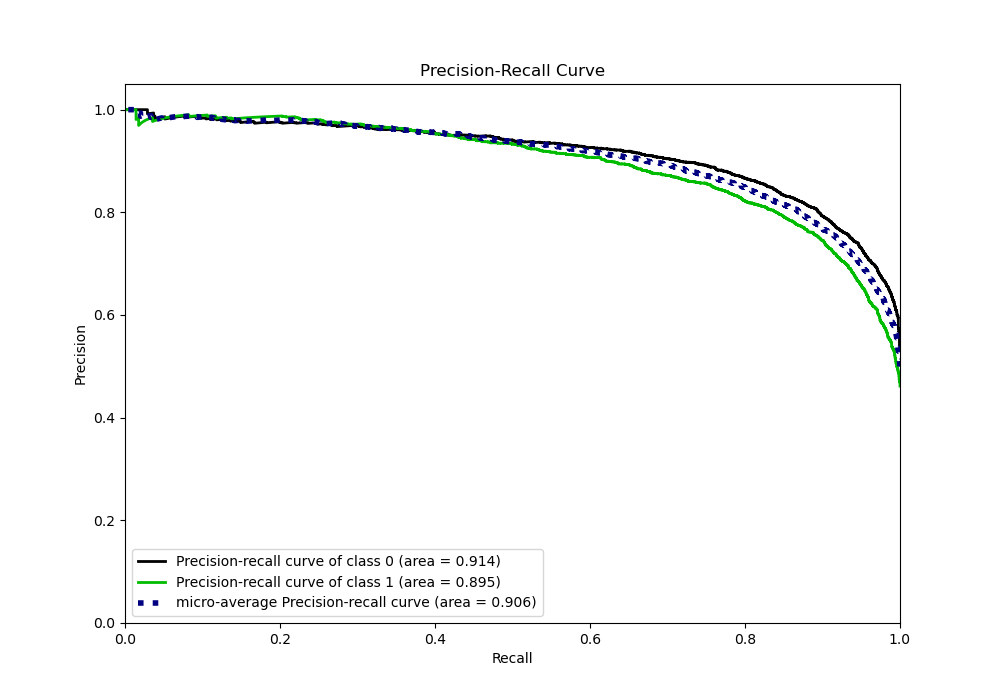 Precision-Recall Curve
1.0
0.8
0.6
0.4
0.2
0.0
Precision
Precision-recall curve of class 0 (area = 0.914)
Precision-recall curve of class 1 (area = 0.895)
micro-average Precision-recall curve (area = 0.906)
0.0 0.2 0.4 0.6 0.8 1.0
Recall